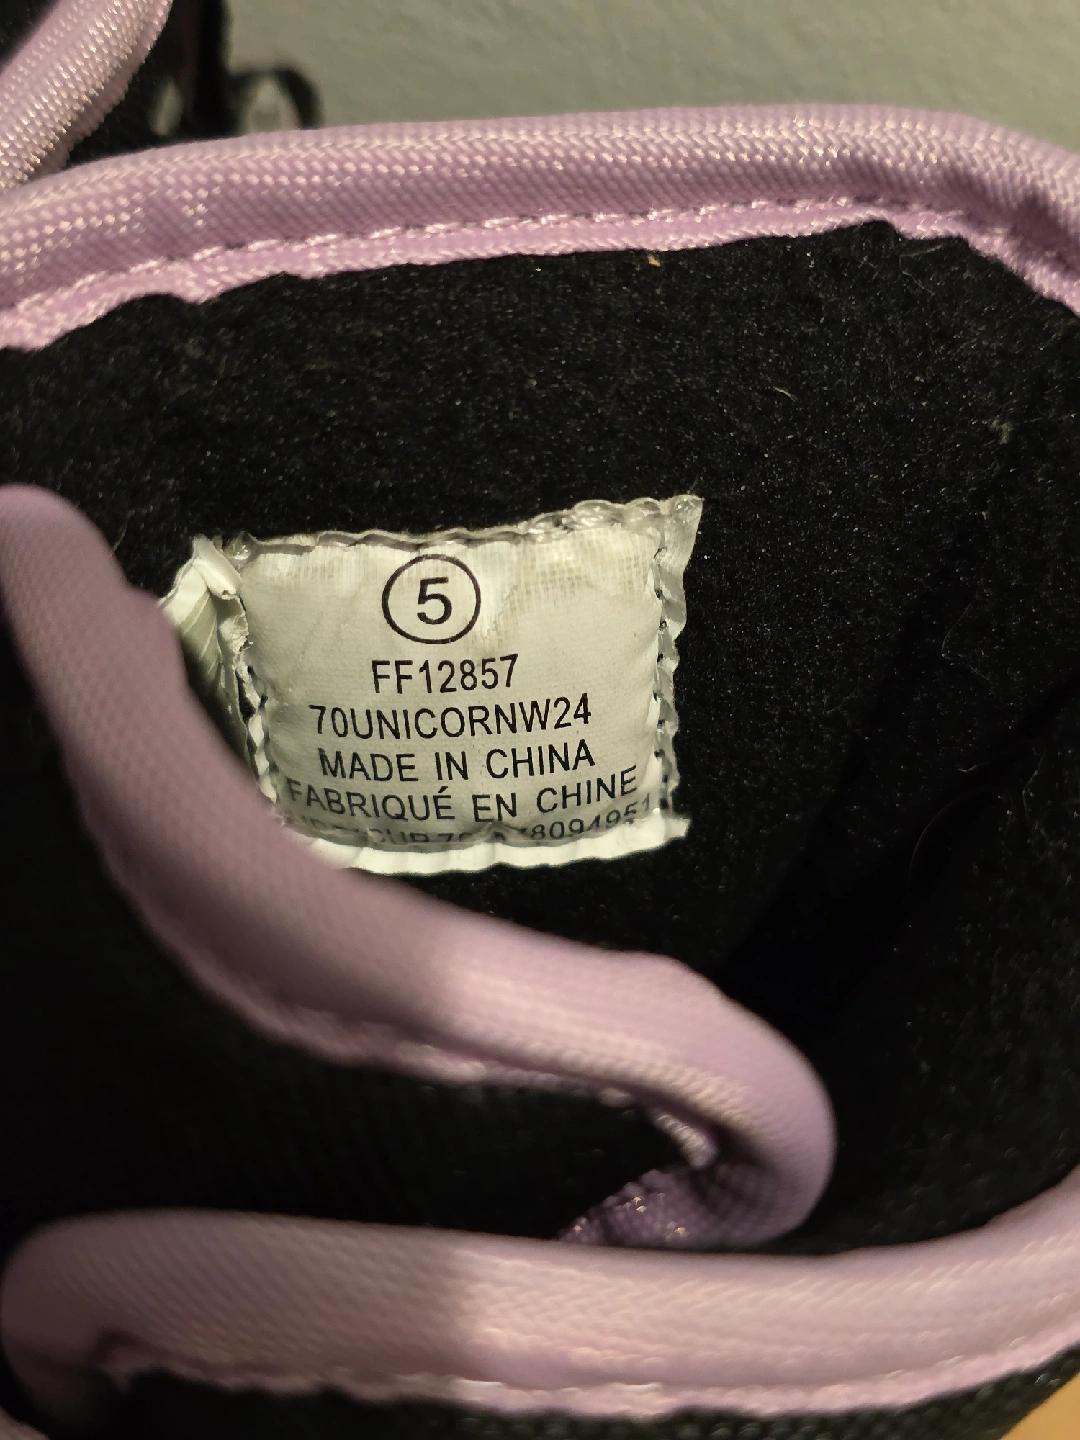 5
FF12857
70UNICORNW24
MADE IN CHINA
FABRIQUÉ EN CHINE